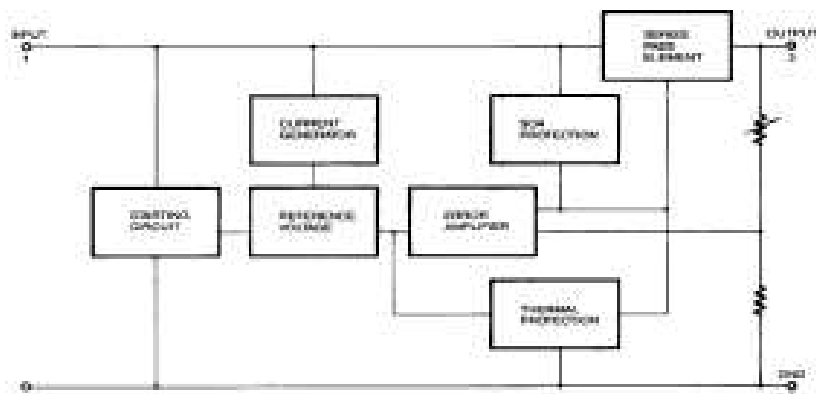 INPUT
1
SERIES
PASS
ELEMENT
OUTPUT
CURRENT
GENERATOR
SOA
PROTECTION
STARTING
CIRCUIT
REFERENCE
VOLTAGE
ERROR
AMPLIFIER
THERMAL
PROTECTION
GND